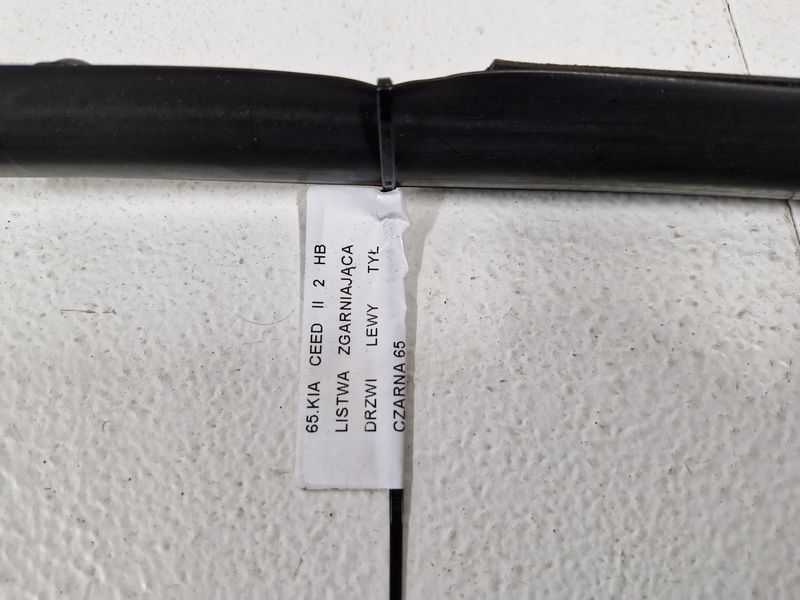 65.KIA CEED II 2 HB
LISTWA ZGARNIAJĄCA
DRZWI LEWY TYŁ
CZARNA 65